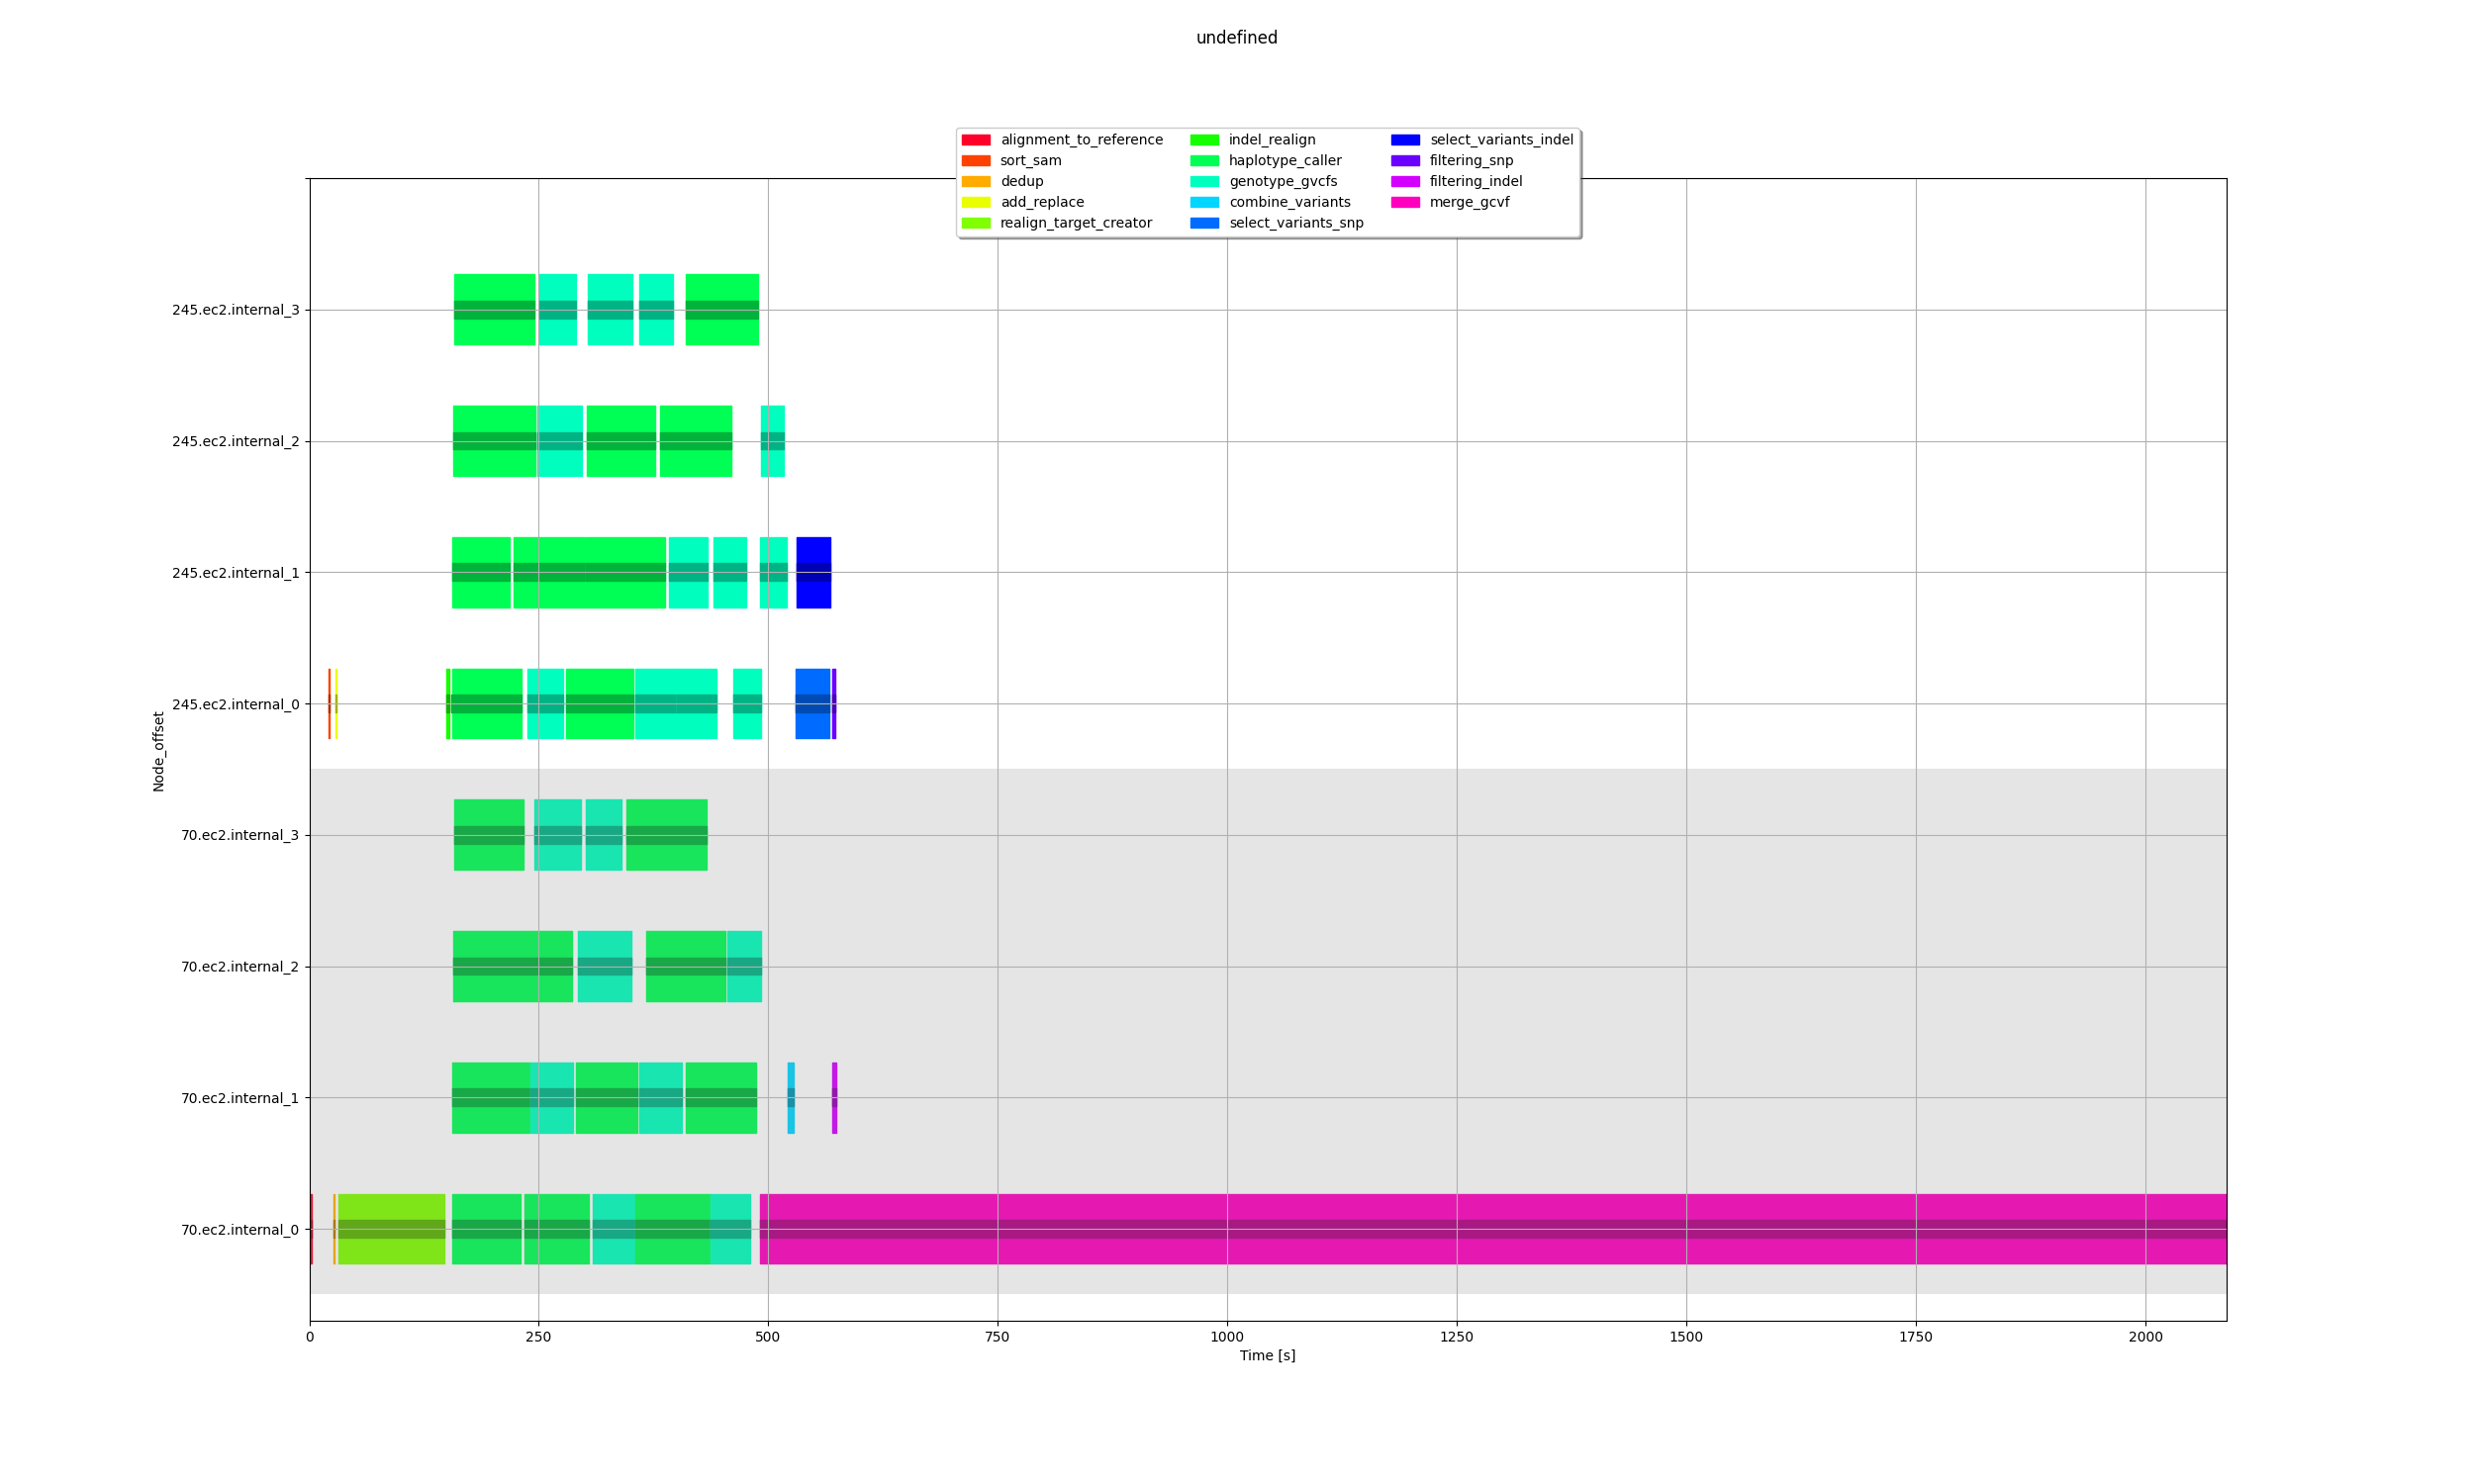 undefined
alignment_to_reference
sort_sam
dedup
add_replace
realign_target_creator
indel_realign
haplotype_caller
genotype_gvcfs
combine_variants
select_variants_snp
select_variants_indel
filtering_snp
filtering_indel
merge_gcvf
Node_offset
245.ec2.internal_3
245.ec2.internal_2
245.ec2.internal_1
245.ec2.internal_0
70.ec2.internal_3
70.ec2.internal_2
70.ec2.internal_1
70.ec2.internal_0
0 250 500 750 1000 1250 1500 1750 2000
Time [s]